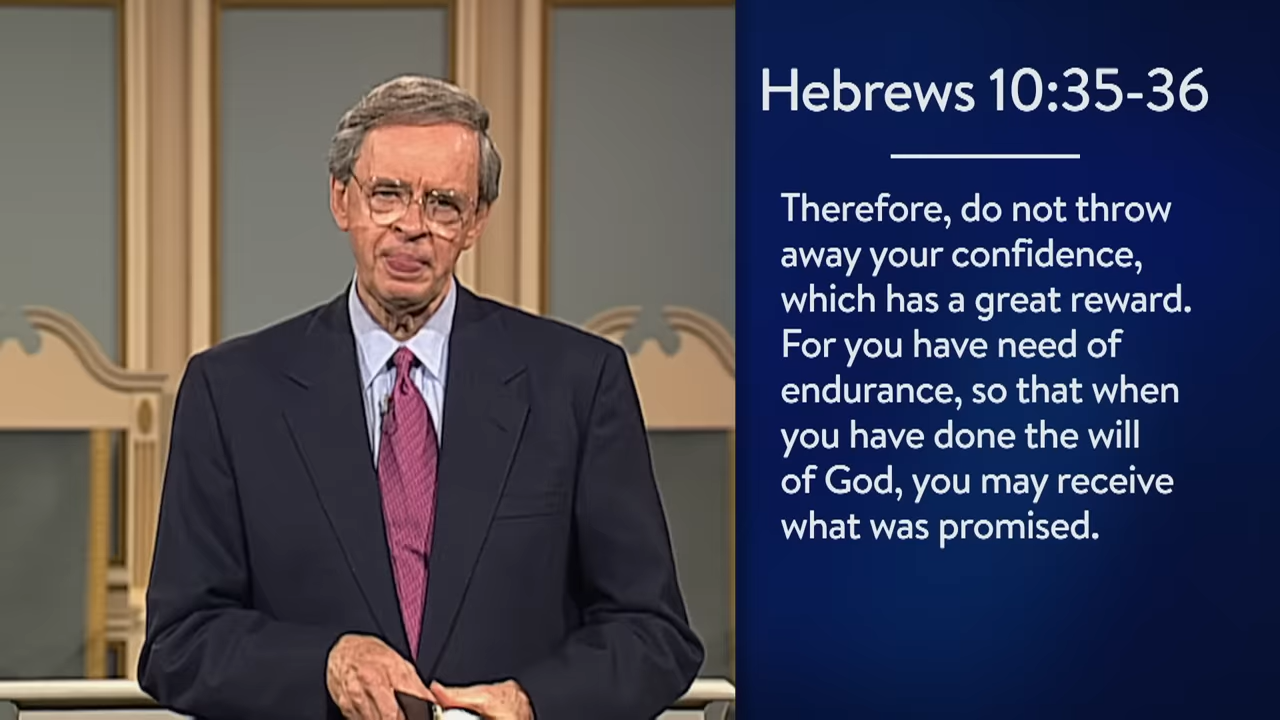 Hebrews 10:35-36
Therefore, do not throw
away your confidence,
which has a great reward.
For you have need of
endurance, so that when
you have done the will
of God, you may receive
what was promised.